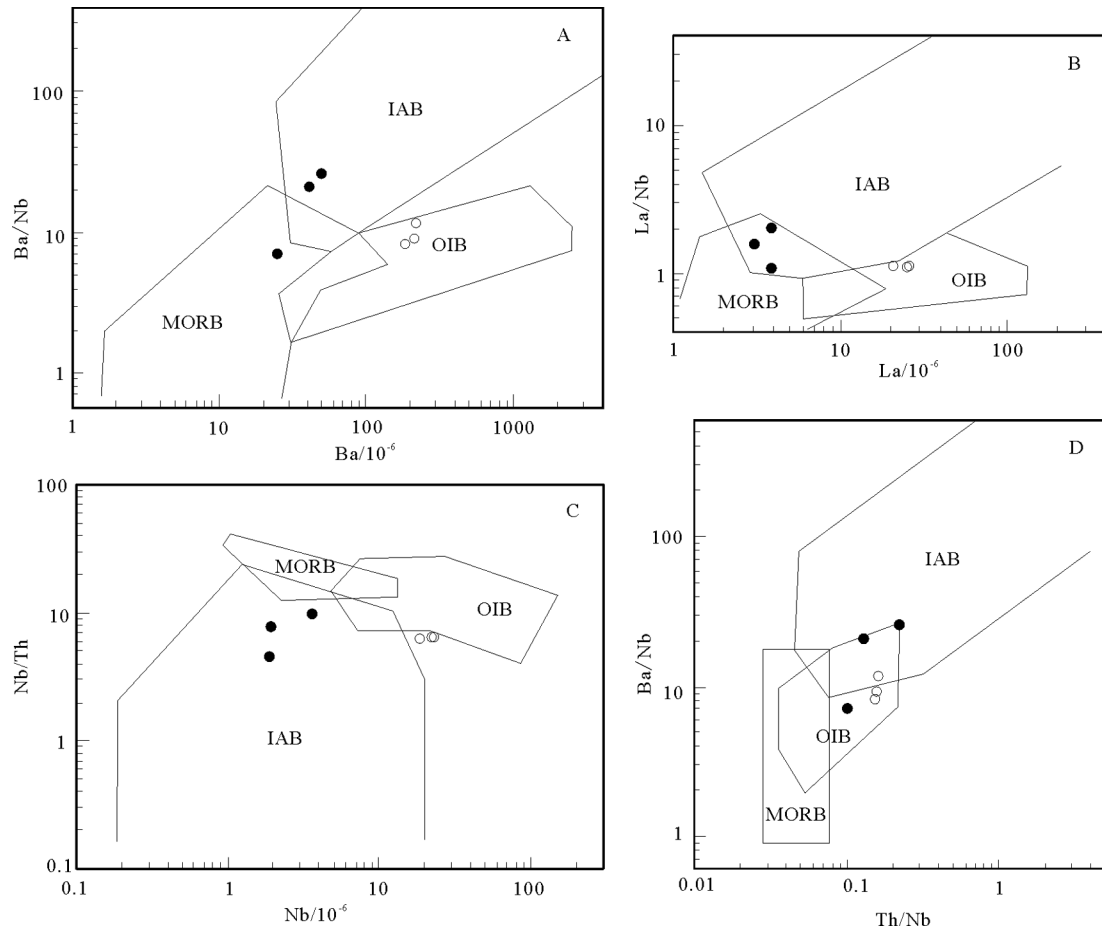 A
100
IAB
Ba/Nb
10
OIB
MORB
1
1 10 100 1000
Ba/10⁻⁶
B
10
La/Nb
IAB
1
OIB
MORB
1 10 100
La/10⁻⁶
100
C
MORB
10
OIB
Nb/Th
IAB
1
0.1
0.1 1 10 100
Nb/10⁻⁶
D
100
IAB
Ba/Nb
10
OIB
MORB
1
0.01 0.1 1
Th/Nb